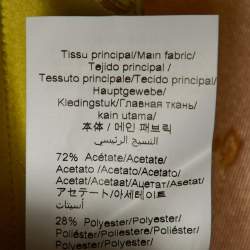 Tissu principal/Main fabric/
Tejido principal /
Tessuto principale/Tecido principal/
Hauptgewebe/
Kledingstuk/Главная ткань/
kain utama/
本体 / 메인 패브릭
النسيج الرئيسي
72% Acétate/Acetate/
Acetato /Acetato/Acetato/
Acetat/Acetaat/Ацетат/Asetat/
アセテート/아세테이트
أسيتات
28% Polyester/Polyester/
Poliéster/Poliestere/Poliéster/
Polyester/Polyester/